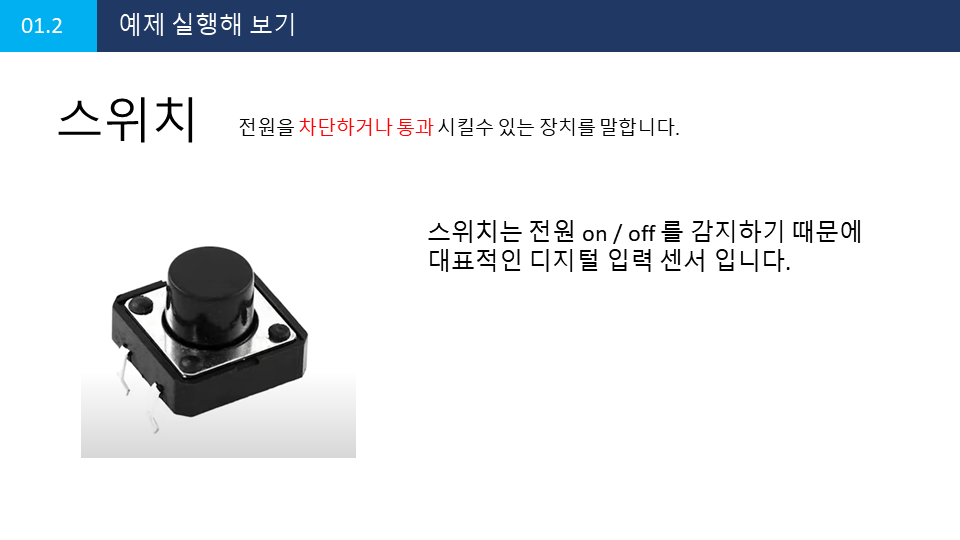 01.2 예제 실행해 보기
스위치 전원을 차단하거나 통과 시킬수 있는 장치를 말합니다.
스위치는 전원 on / off 를 감지하기 때문에
대표적인 디지털 입력 센서 입니다.